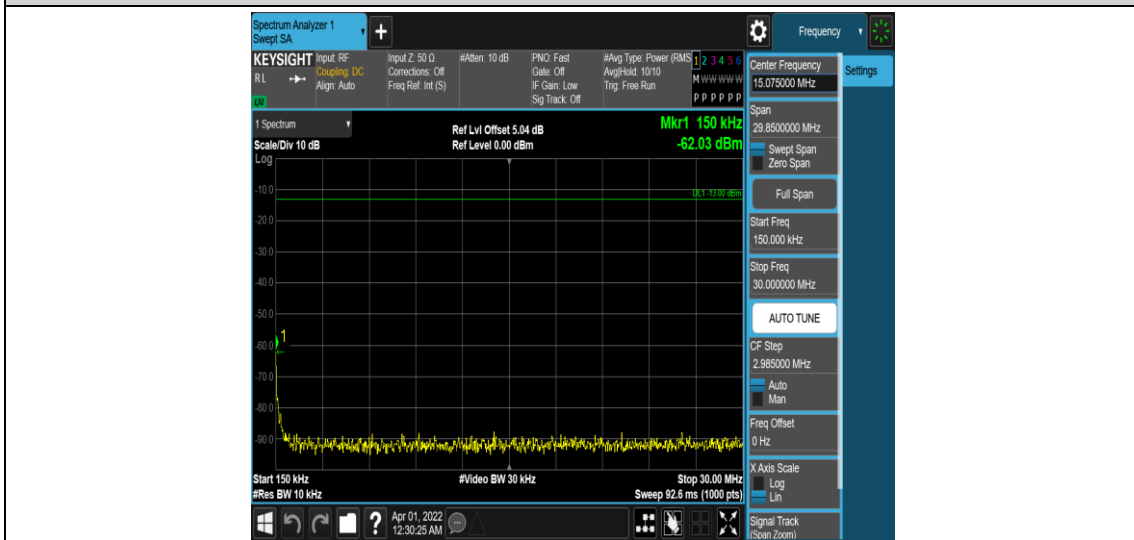 Spectrum Analyzer 1
Swept SA
+
Frequency
KEYSIGHT
RL
LXI
Input: RF
Coupling: DC
Align: Auto
Input Z: 50 Ω
Corrections: Off
Freq Ref: Int (S)
#Atten: 10 dB
PNO: Fast
Gate: Off
IF Gain: Low
Sig Track: Off
#Avg Type: Power (RMS
Avg|Hold: 10/10
Trig: Free Run
1 2 3 4 5 6
M W W W W W
P P P P P P
1 Spectrum
Scale/Div 10 dB
Log
Ref Lvl Offset 5.04 dB
Ref Level 0.00 dBm
Mkr1 150 kHz
-62.03 dBm
DL1 -13.00 dBm
-10.0
-20.0
-30.0
-40.0
-50.0
1
-60.0
-70.0
-80.0
-90.0
Start 150 kHz
#Res BW 10 kHz
#Video BW 30 kHz
Stop 30.00 MHz
Sweep 92.6 ms (1000 pts)
?
Apr 01, 2022
12:30:25 AM
Center Frequency
15.075000 MHz
Settings
Span
29.8500000 MHz
Swept Span
Zero Span
Full Span
Start Freq
150.000 kHz
Stop Freq
30.000000 MHz
AUTO TUNE
CF Step
2.985000 MHz
Auto
Man
Freq Offset
0 Hz
X Axis Scale
Log
Lin
Signal Track
(Span Zoom)